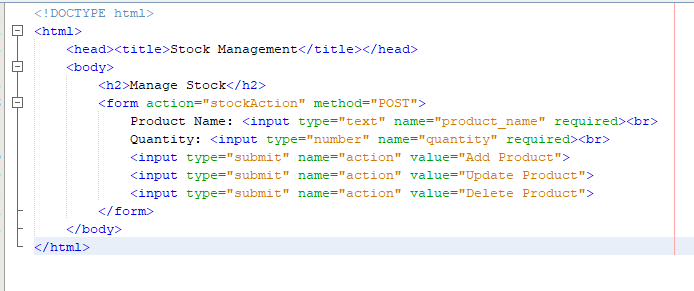 <!DOCTYPE html>
<html>
<head><title>Stock Management</title></head>
<body>
<h2>Manage Stock</h2>
<form action="stockAction" method="POST">
Product Name: <input type="text" name="product_name" required><br>
Quantity: <input type="number" name="quantity" required><br>
<input type="submit" name="action" value="Add Product">
<input type="submit" name="action" value="Update Product">
<input type="submit" name="action" value="Delete Product">
</form>
</body>
</html>